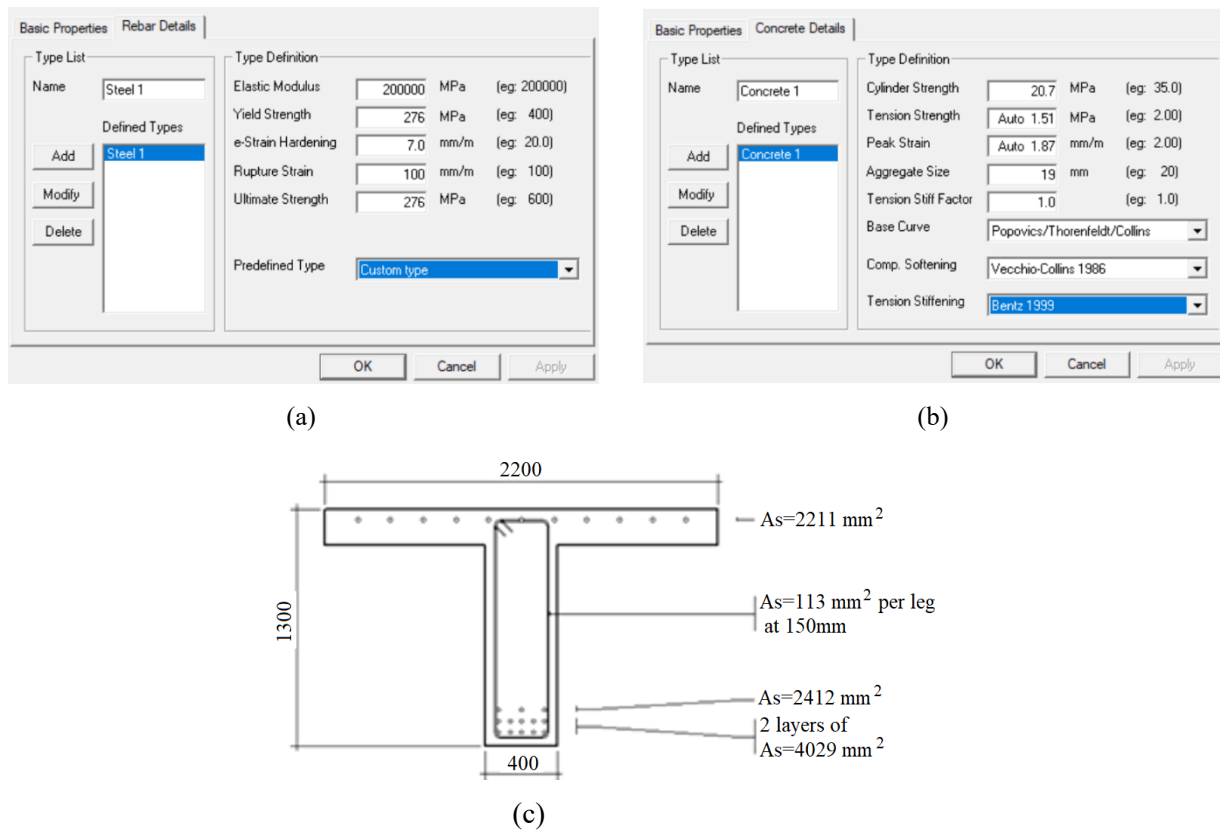 Basic Properties Rebar Details
Type List
Name Steel 1
Defined Types
Steel 1
Add
Modify
Delete
Type Definition
Elastic Modulus 200000 MPa (eg: 200000)
Yield Strength 276 MPa (eg: 400)
e-Strain Hardening 7.0 mm/m (eg: 20.0)
Rupture Strain 100 mm/m (eg: 100)
Ultimate Strength 276 MPa (eg: 600)
Predefined Type Custom type
OK Cancel Apply
(a)
Basic Properties Concrete Details
Type List
Name Concrete 1
Defined Types
Concrete 1
Add
Modify
Delete
Type Definition
Cylinder Strength 20.7 MPa (eg: 35.0)
Tension Strength Auto 1.51 MPa (eg: 2.00)
Peak Strain Auto 1.87 mm/m (eg: 2.00)
Aggregate Size 19 mm (eg: 20)
Tension Stiff Factor 1.0 (eg: 1.0)
Base Curve Popovics/Thorenfeldt/Collins
Comp. Softening Vecchio-Collins 1986
Tension Stiffening Bentz 1999
OK Cancel Apply
(b)
2200
As=2211 mm²
1300
As=113 mm² per leg
at 150mm
As=2412 mm²
2 layers of
As=4029 mm²
400
(c)